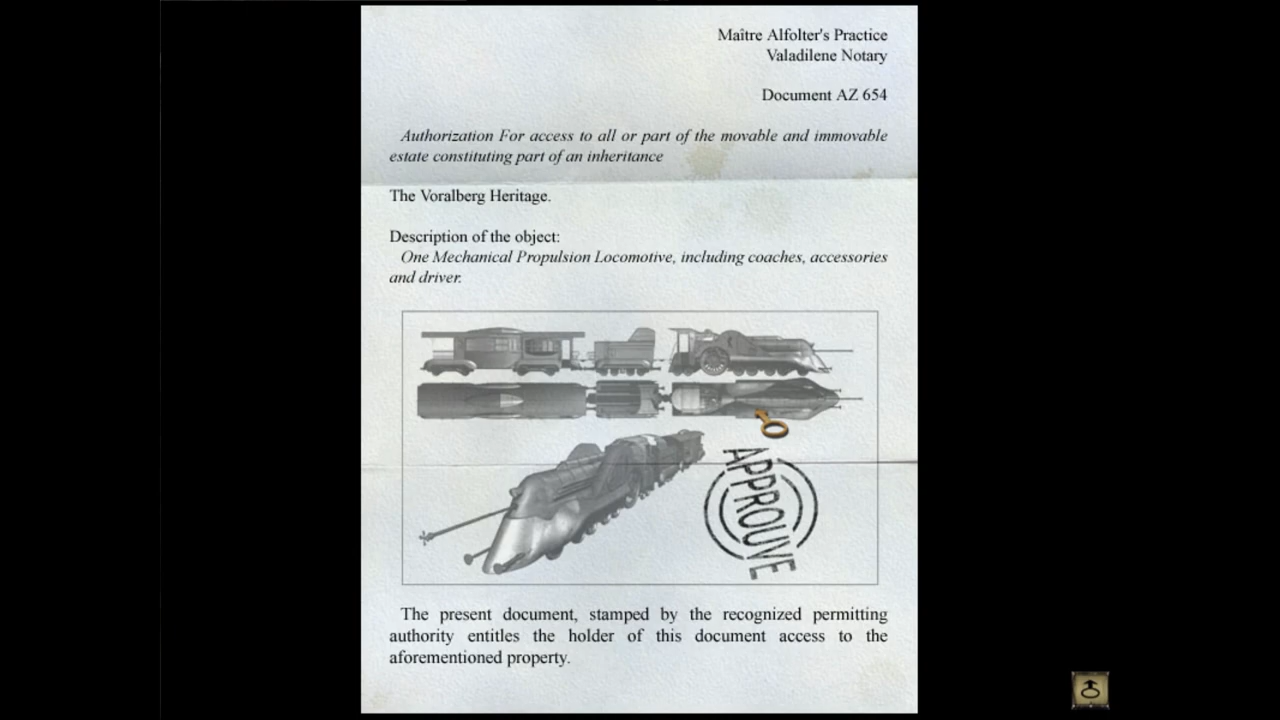 Maître Alfolter's Practice
Valadilene Notary
Document AZ 654
Authorization For access to all or part of the movable and immovable
estate constituting part of an inheritance
The Voralberg Heritage.
Description of the object:
One Mechanical Propulsion Locomotive, including coaches, accessories
and driver.
APPROUVE
The present document, stamped by the recognized permitting
authority entitles the holder of this document access to the
aforementioned property.